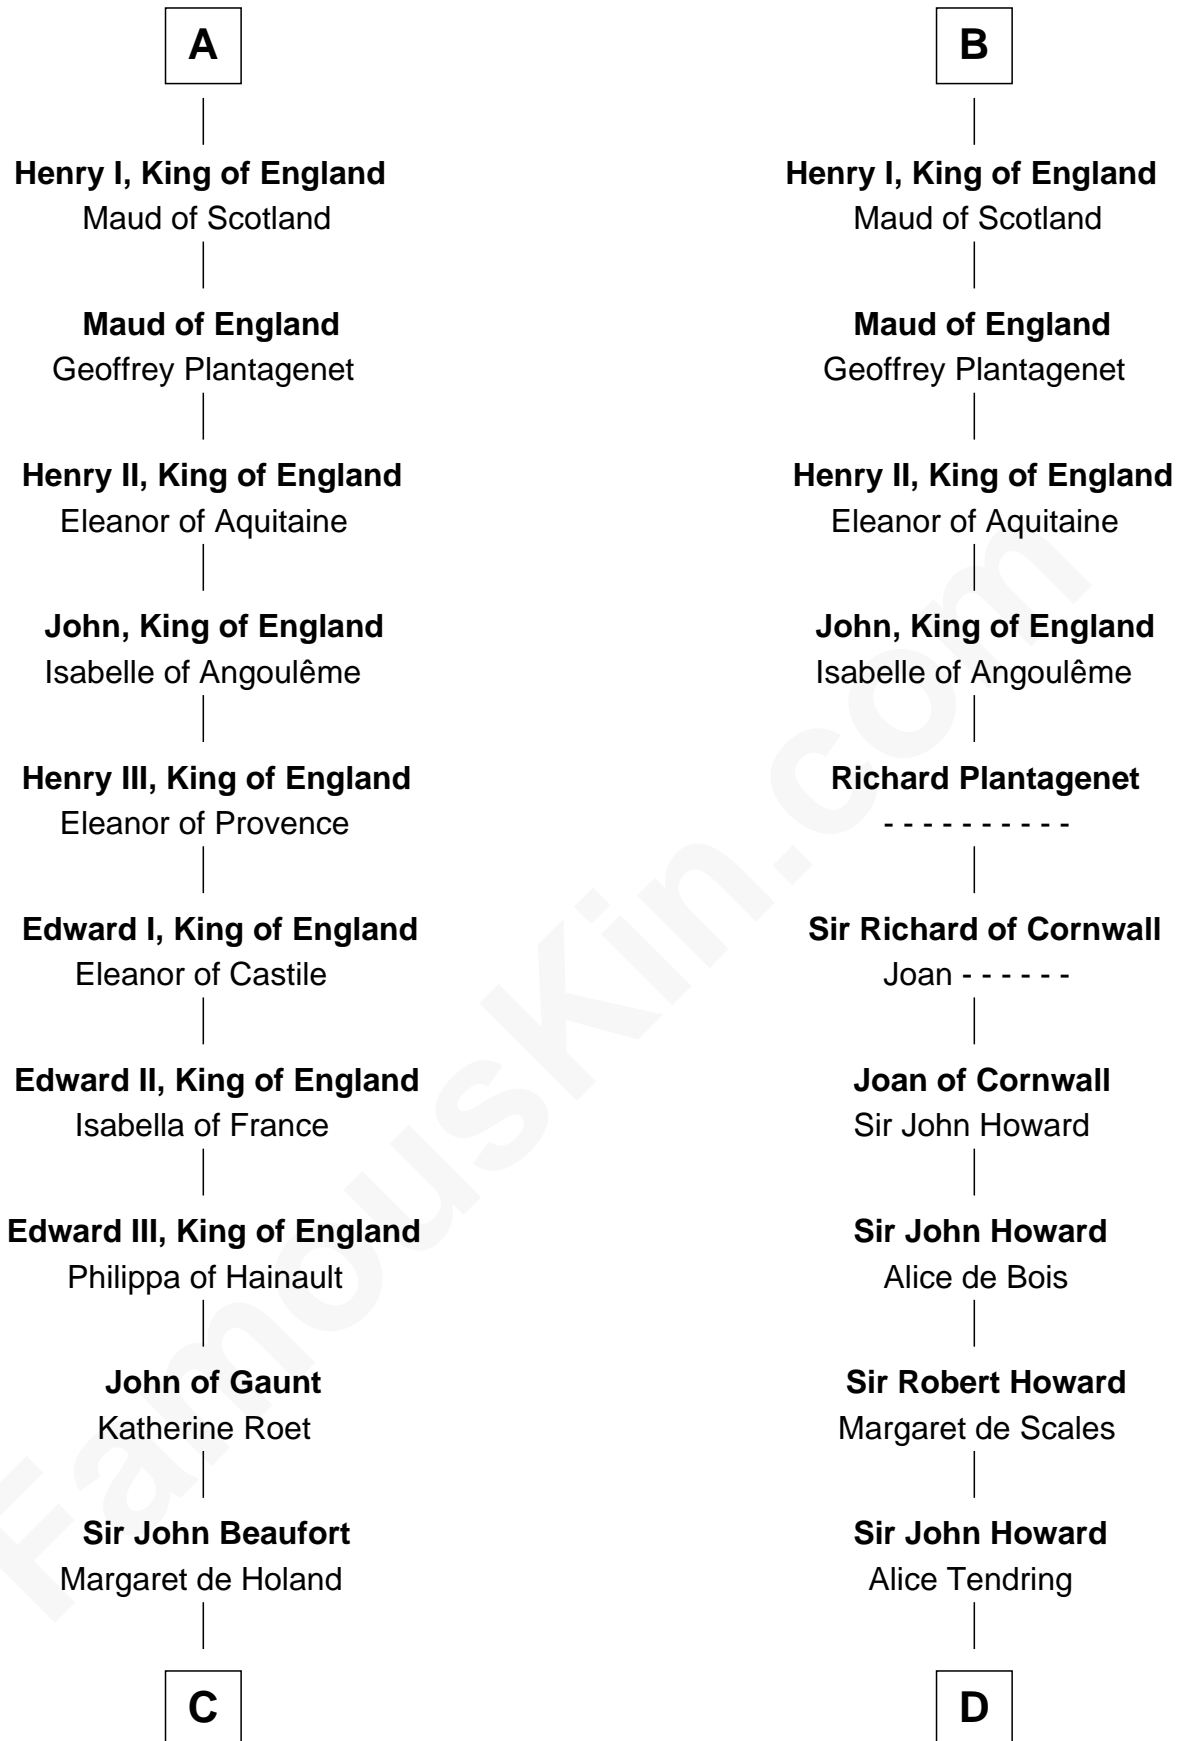 A
Henry I, King of England
Maud of Scotland
Maud of England
Geoffrey Plantagenet
Henry II, King of England
Eleanor of Aquitaine
John, King of England
Isabelle of Angoulême
Henry III, King of England
Eleanor of Provence
Edward I, King of England
Eleanor of Castile
Edward II, King of England
Isabella of France
Edward III, King of England
Philippa of Hainault
John of Gaunt
Katherine Roet
Sir John Beaufort
Margaret de Holand
C
B
Henry I, King of England
Maud of Scotland
Maud of England
Geoffrey Plantagenet
Henry II, King of England
Eleanor of Aquitaine
John, King of England
Isabelle of Angoulême
Richard Plantagenet
- - - - - - - - - -
Sir Richard of Cornwall
Joan - - - - - -
Joan of Cornwall
Sir John Howard
Sir John Howard
Alice de Bois
Sir Robert Howard
Margaret de Scales
Sir John Howard
Alice Tendring
D
FamousKin.com